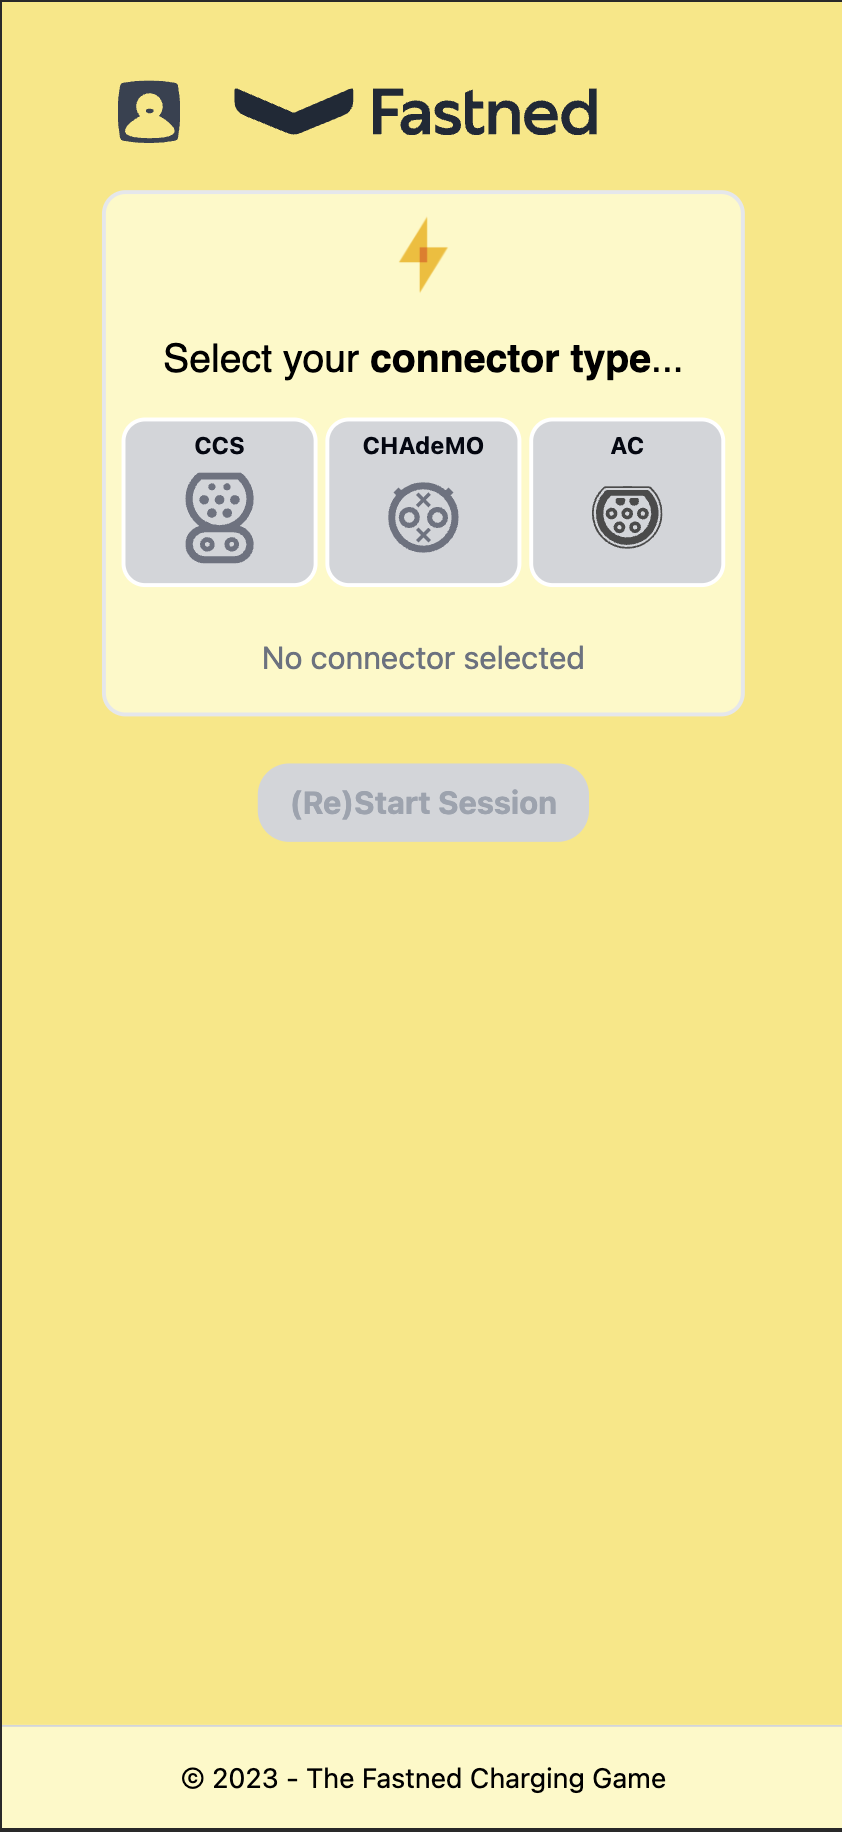 Fastned
Select your connector type...
CCS
CHAdeMO
AC
No connector selected
(Re)Start Session
© 2023 - The Fastned Charging Game